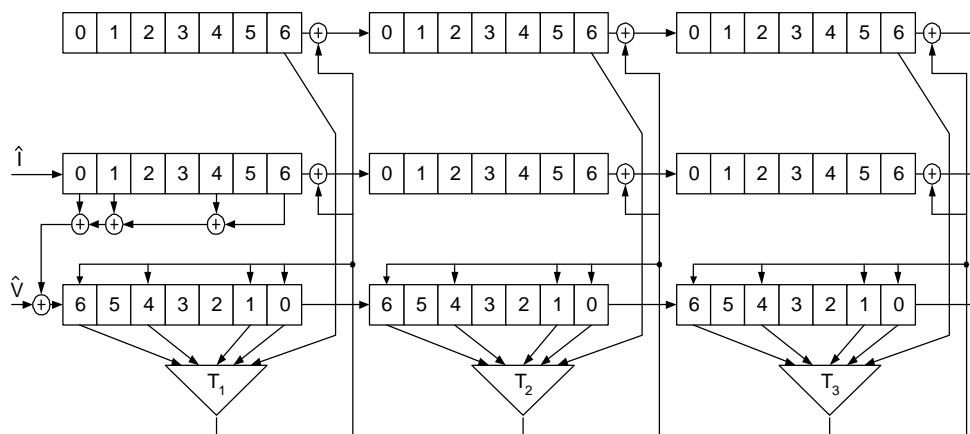 0 1 2 3 4 5 6 + 0 1 2 3 4 5 6 + 0 1 2 3 4 5 6 +
Î 0 1 2 3 4 5 6 + 0 1 2 3 4 5 6 + 0 1 2 3 4 5 6 +
+ + +
V̂ + 6 5 4 3 2 1 0 6 5 4 3 2 1 0 6 5 4 3 2 1 0
T₁ T₂ T₃